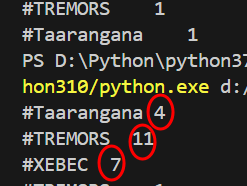 #TREMORS 1
#Taarangana 1
PS D:\Python\python37
hon310/python.exe d:/
#Taarangana 4
#TREMORS 11
#XEBEC 7